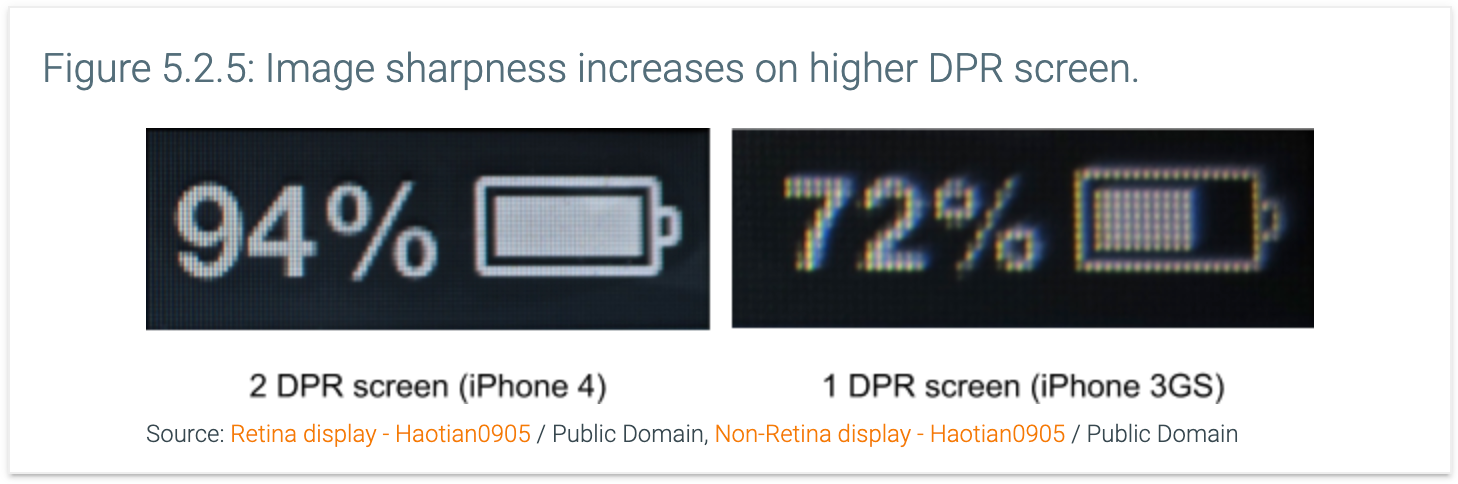 Figure 5.2.5: Image sharpness increases on higher DPR screen.
94%
72%
2 DPR screen (iPhone 4)
1 DPR screen (iPhone 3GS)
Source: Retina display - Haotian0905 / Public Domain, Non-Retina display - Haotian0905 / Public Domain